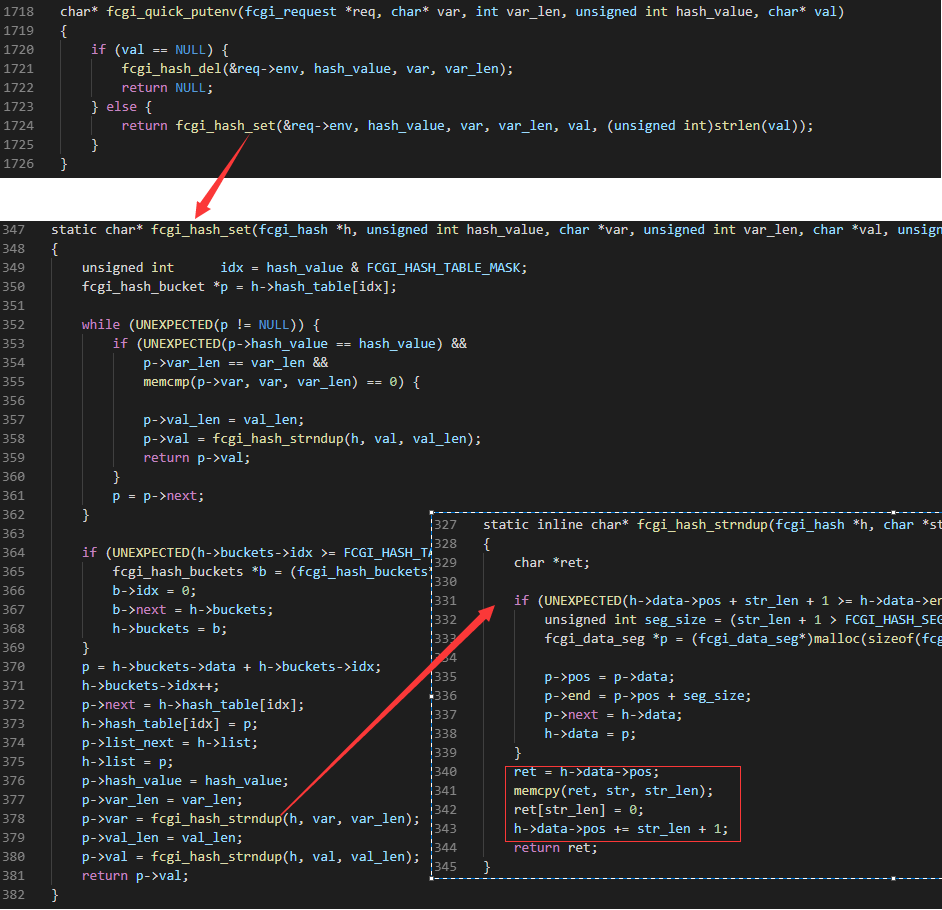 1718 char* fcgi_quick_putenv(fcgi_request *req, char* var, int var_len, unsigned int hash_value, char* val)
1719 {
1720 if (val == NULL) {
1721 fcgi_hash_del(&req->env, hash_value, var, var_len);
1722 return NULL;
1723 } else {
1724 return fcgi_hash_set(&req->env, hash_value, var, var_len, val, (unsigned int)strlen(val));
1725 }
1726 }
347 static char* fcgi_hash_set(fcgi_hash *h, unsigned int hash_value, char *var, unsigned int var_len, char *val, unsign
348 {
349 unsigned int idx = hash_value & FCGI_HASH_TABLE_MASK;
350 fcgi_hash_bucket *p = h->hash_table[idx];
351
352 while (UNEXPECTED(p != NULL)) {
353 if (UNEXPECTED(p->hash_value == hash_value) &&
354 p->var_len == var_len &&
355 memcmp(p->var, var, var_len) == 0) {
356
357 p->val_len = val_len;
358 p->val = fcgi_hash_strndup(h, val, val_len);
359 return p->val;
360 }
361 p = p->next;
362 }
363
364 if (UNEXPECTED(h->buckets->idx >= FCGI_HASH_TA
365 fcgi_hash_buckets *b = (fcgi_hash_buckets
366 b->idx = 0;
367 b->next = h->buckets;
368 h->buckets = b;
369 }
370 p = h->buckets->data + h->buckets->idx;
371 h->buckets->idx++;
372 p->next = h->hash_table[idx];
373 h->hash_table[idx] = p;
374 p->list_next = h->list;
375 h->list = p;
376 p->hash_value = hash_value;
377 p->var_len = var_len;
378 p->var = fcgi_hash_strndup(h, var, var_len);
379 p->val_len = val_len;
380 p->val = fcgi_hash_strndup(h, val, val_len);
381 return p->val;
382 }
327 static inline char* fcgi_hash_strndup(fcgi_hash *h, char *st
328 {
329 char *ret;
330
331 if (UNEXPECTED(h->data->pos + str_len + 1 >= h->data->en
332 unsigned int seg_size = (str_len + 1 > FCGI_HASH_SEG
333 fcgi_data_seg *p = (fcgi_data_seg*)malloc(sizeof(fcg
334
335 p->pos = p->data;
336 p->end = p->pos + seg_size;
337 p->next = h->data;
338 h->data = p;
339 }
340 ret = h->data->pos;
341 memcpy(ret, str, str_len);
342 ret[str_len] = 0;
343 h->data->pos += str_len + 1;
344 return ret;
345 }